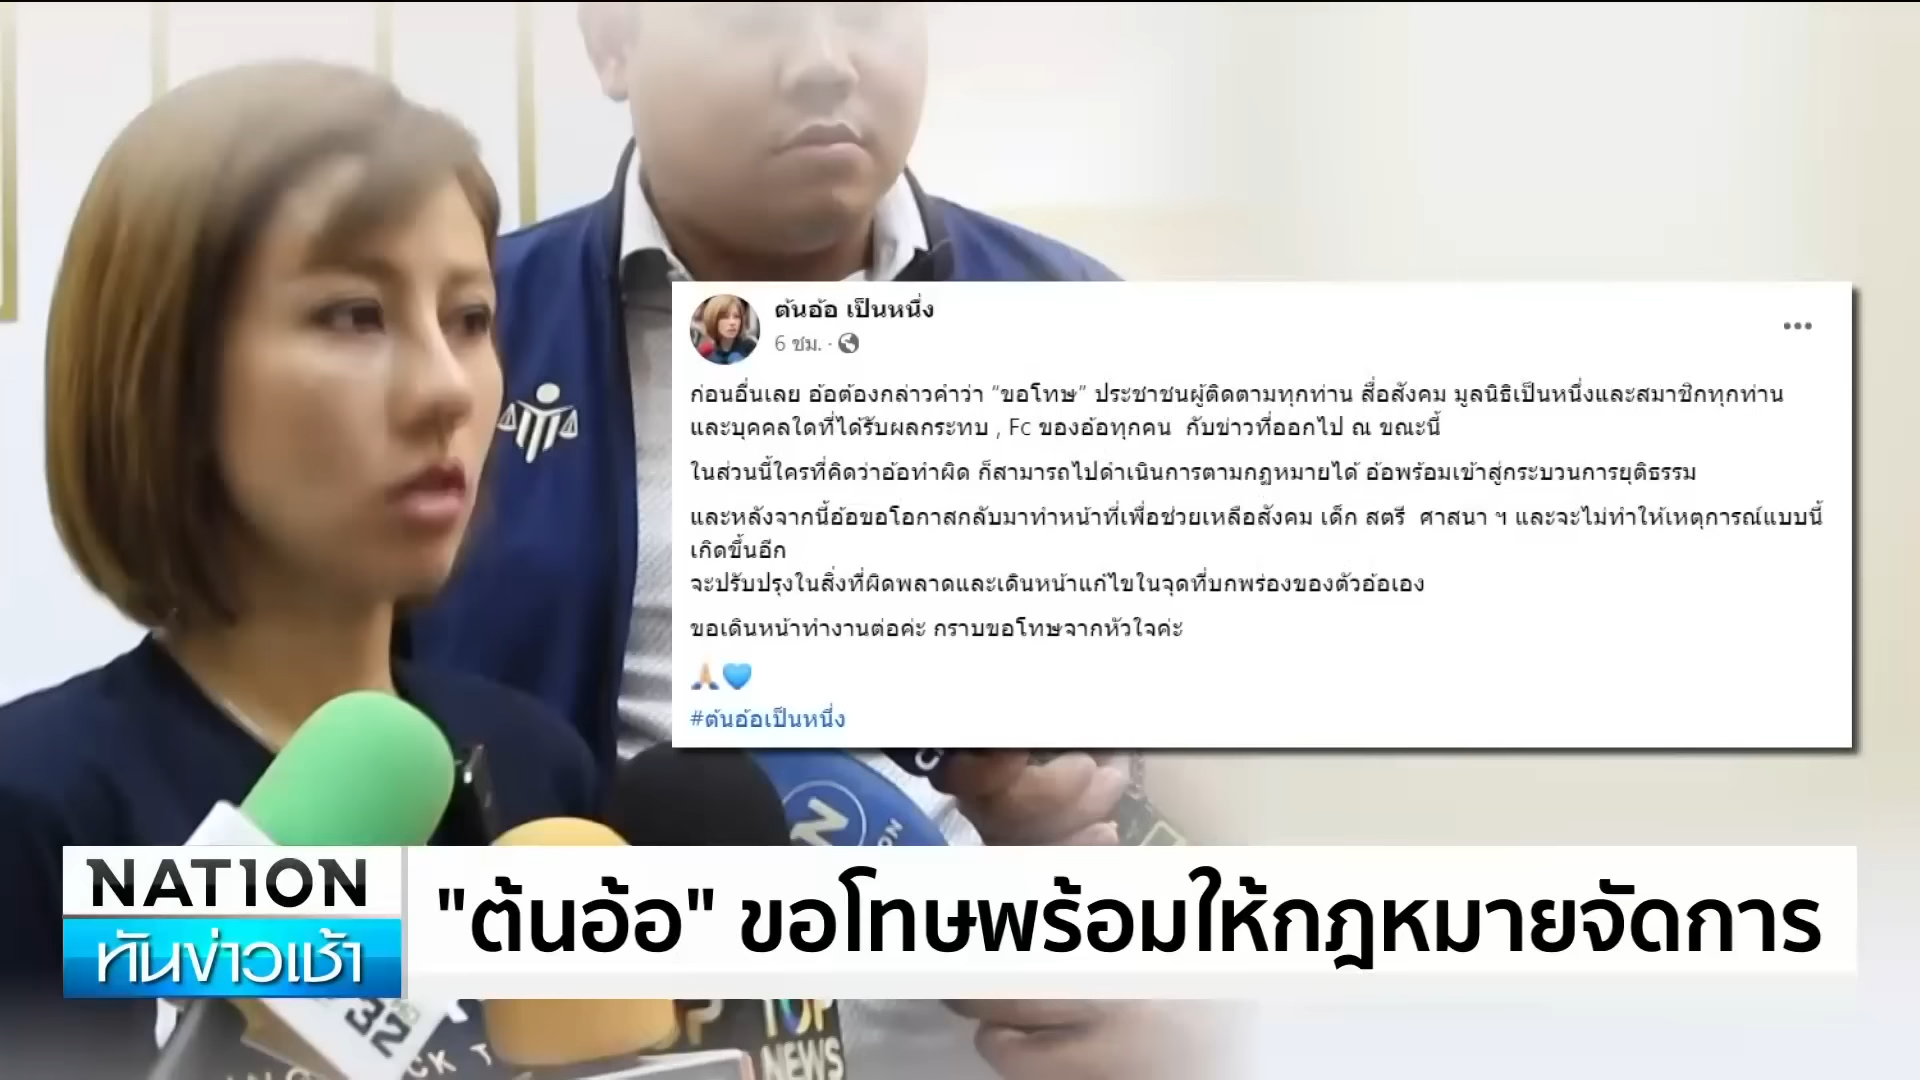 ต้นอ้อ เป็นหนึ่ง
6 ชม.
ก่อนอื่นเลย อ้อต้องกล่าวคำว่า “ขอโทษ” ประชาชนผู้ติดตามทุกท่าน สื่อสังคม มูลนิธิเป็นหนึ่งและสมาชิกทุกท่าน
และบุคคลใดที่ได้รับผลกระทบ , Fc ของอ้อทุกคน กับข่าวที่ออกไป ณ ขณะนี้
ในส่วนนี้ใครที่คิดว่าอ้อทำผิด ก็สามารถไปดำเนินการตามกฏหมายได้ อ้อพร้อมเข้าสู่กระบวนการยุติธรรม
และหลังจากนี้อ้อขอโอกาสกลับมาทำหน้าที่เพื่อช่วยเหลือสังคม เด็ก สตรี ศาสนา ฯ และจะไม่ทำให้เหตุการณ์แบบนี้
เกิดขึ้นอีก
จะปรับปรุงในสิ่งที่ผิดพลาดและเดินหน้าแก้ไขในจุดที่บกพร่องของตัวอ้อเอง
ขอเดินหน้าทำงานต่อค่ะ กราบขอโทษจากหัวใจค่ะ
🙏🏼💙
#ต้นอ้อเป็นหนึ่ง
NATION
ทันข่าวเช้า
"ต้นอ้อ" ขอโทษพร้อมให้กฎหมายจัดการ
32
TOP
NEWS